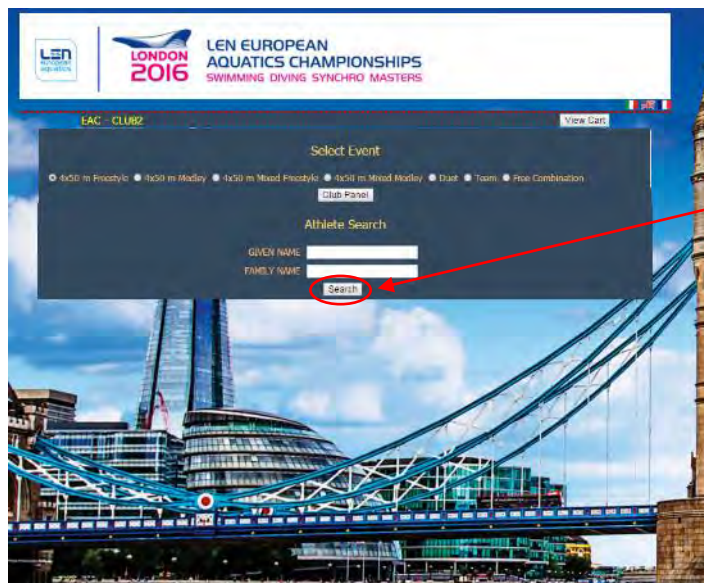 LEN
european
aquatics
LONDON
2016
LEN EUROPEAN
AQUATICS CHAMPIONSHIPS
SWIMMING DIVING SYNCHRO MASTERS
EAC - CLUB2
View Cart
Select Event
4x50 m Freestyle 4x50 m Medley 4x50 m Mixed Freestyle 4x50 m Mixed Medley Duet Team Free Combination
Club Panel
Athlete Search
GIVEN NAME
FAMILY NAME
Search